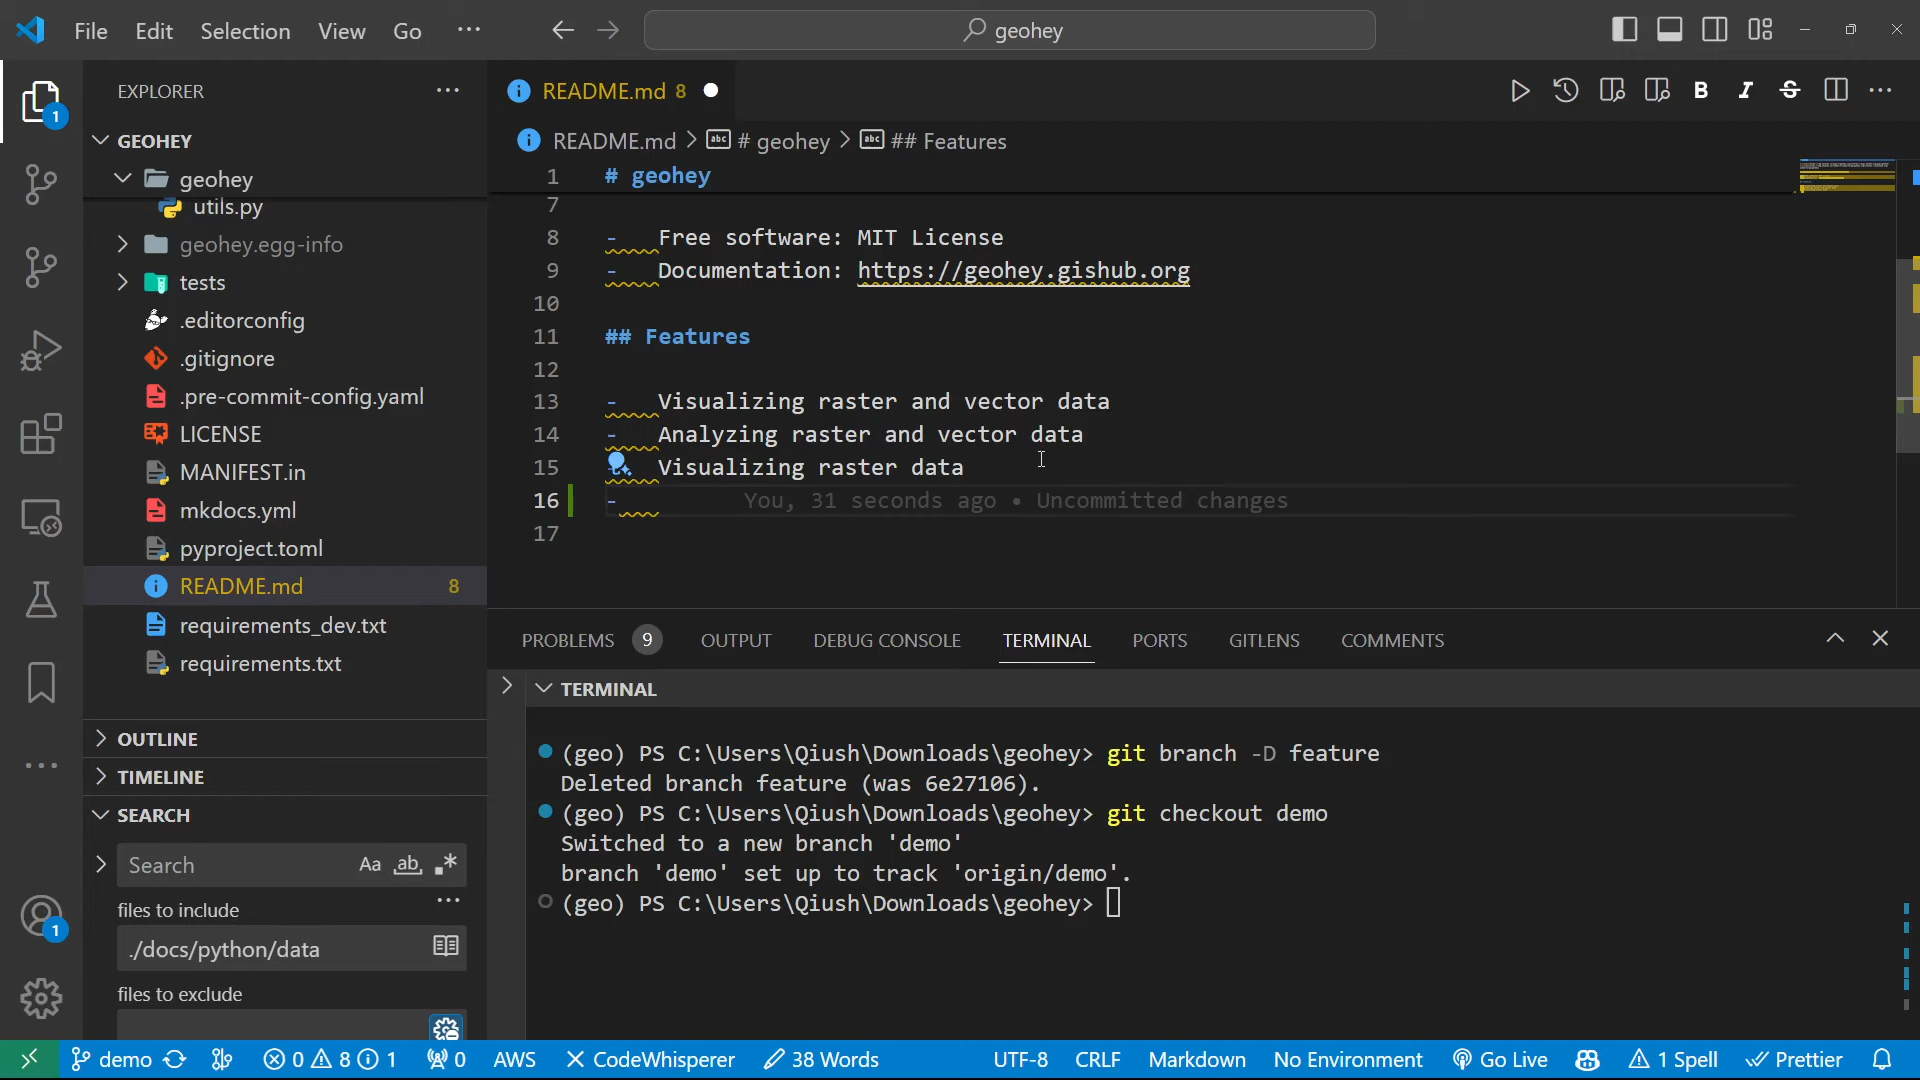 File Edit Selection View Go ··· geohey
EXPLORER ···
GEOHEY
geohey
utils.py
geohey.egg-info
tests
.editorconfig
.gitignore
.pre-commit-config.yaml
LICENSE
MANIFEST.in
mkdocs.yml
pyproject.toml
README.md 8
requirements_dev.txt
requirements.txt
OUTLINE
TIMELINE
SEARCH
Search Aa ab .*
files to include ···
./docs/python/data
files to exclude
1
1
README.md 8
B I S ···
README.md > abc # geohey > abc ## Features
1 # geohey
7
8 - Free software: MIT License
9 - Documentation: https://geohey.gishub.org
10
11 ## Features
12
13 - Visualizing raster and vector data
14 - Analyzing raster and vector data
15 Visualizing raster data
16 - You, 31 seconds ago • Uncommitted changes
17
PROBLEMS 9 OUTPUT DEBUG CONSOLE TERMINAL PORTS GITLENS COMMENTS
TERMINAL
(geo) PS C:\Users\Qiush\Downloads\geohey> git branch -D feature
Deleted branch feature (was 6e27106).
(geo) PS C:\Users\Qiush\Downloads\geohey> git checkout demo
Switched to a new branch 'demo'
branch 'demo' set up to track 'origin/demo'.
(geo) PS C:\Users\Qiush\Downloads\geohey>
demo 0 8 1 0 AWS CodeWhisperer 38 Words UTF-8 CRLF Markdown No Environment Go Live 1 Spell Prettier